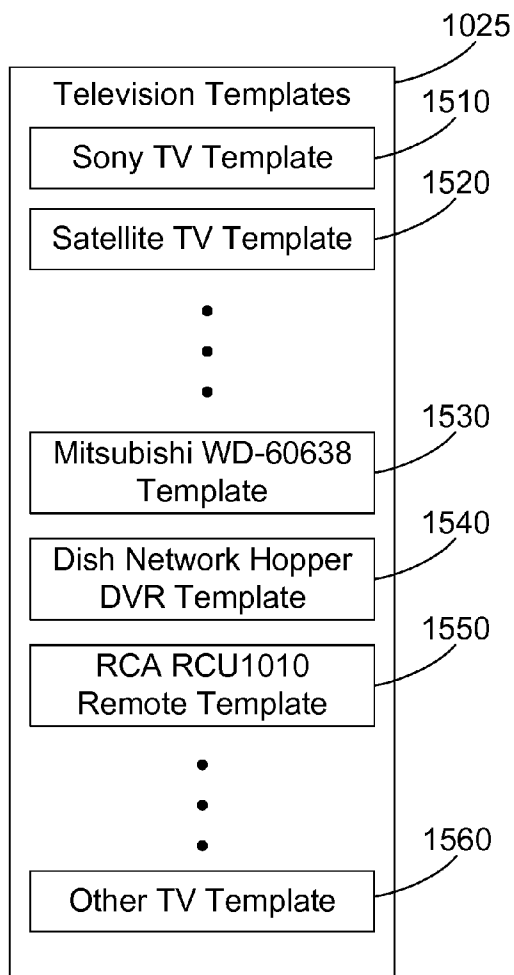 1025
Television Templates
1510
Sony TV Template
1520
Satellite TV Template
1530
Mitsubishi WD-60638
Template
1540
Dish Network Hopper
DVR Template
1550
RCA RCU1010
Remote Template
1560
Other TV Template